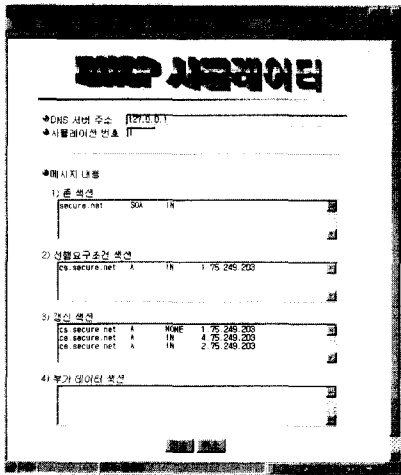 시뮬레이터
DNS 서버 주소 127.0.0.1
시뮬레이션 번호 1
메시지 내용
1) 존 섹션
secure.net SOA IN
2) 선행요구조건 섹션
cs.secure.net A IN 1.75.249.203
3) 갱신 섹션
cs.secure.net A NONE 1.75.249.203
cs.secure.net A IN 4.75.249.203
ce.secure.net A IN 2.75.249.203
4) 부가 데이터 섹션